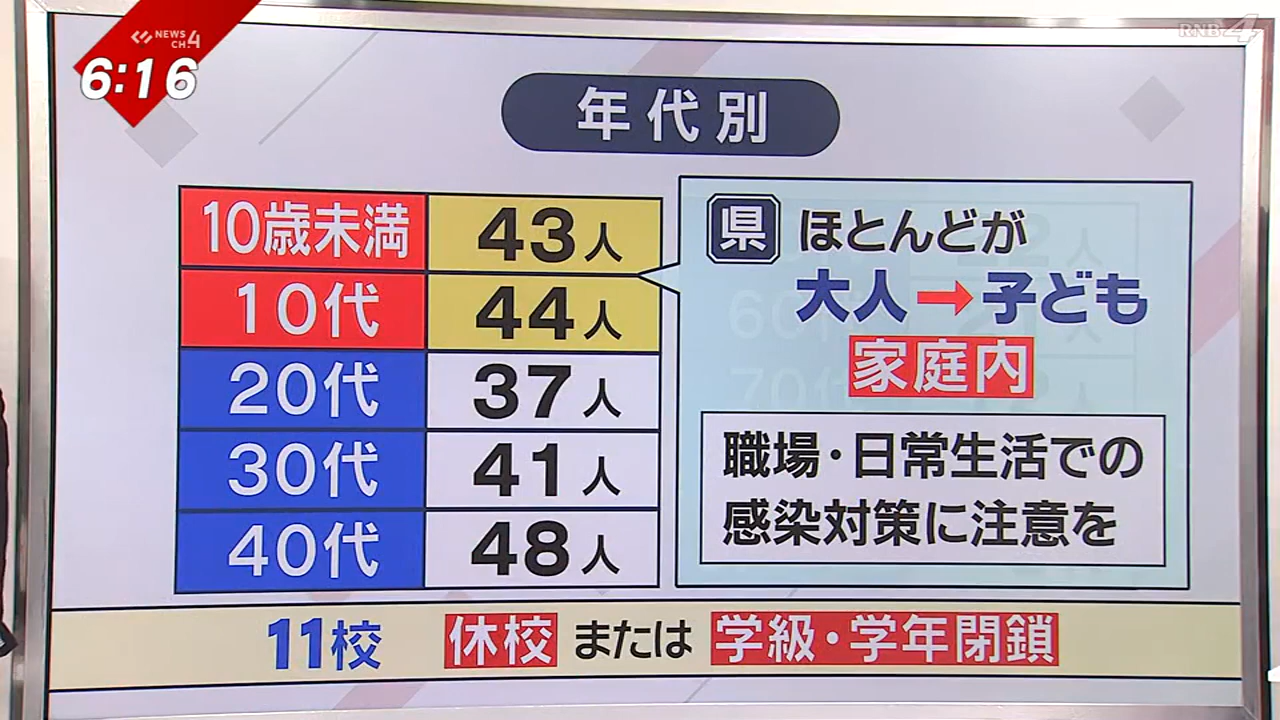 NEWS
CH.4
6:16
RNB 4
年代別
10歳未満 43人
10代 44人
20代 37人
30代 41人
40代 48人
県 ほとんどが
大人→子ども
家庭内
職場・日常生活での
感染対策に注意を
11校 休校 または 学級・学年閉鎖